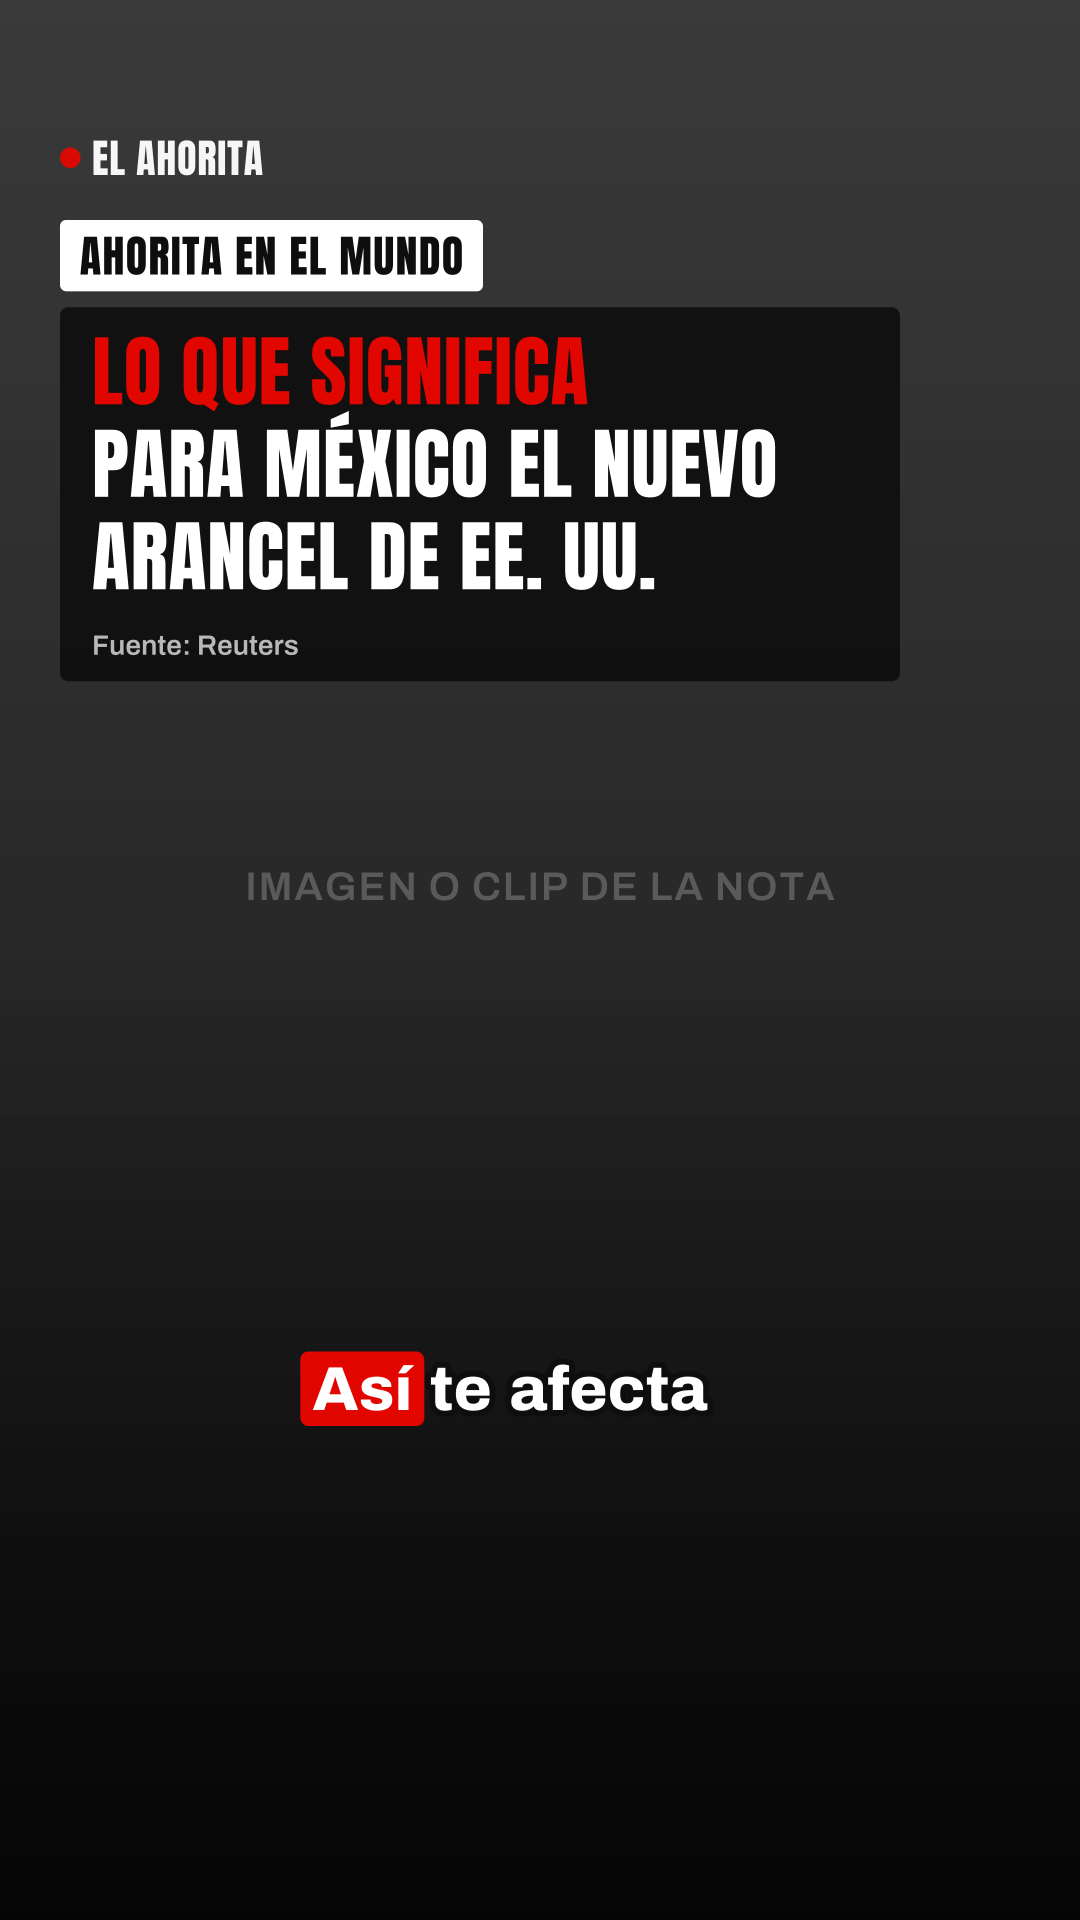 EL AHORITA
AHORITA EN EL MUNDO
LO QUE SIGNIFICA
PARA MÉXICO EL NUEVO
ARANCEL DE EE. UU.
Fuente: Reuters
IMAGEN O CLIP DE LA NOTA
Así te afecta